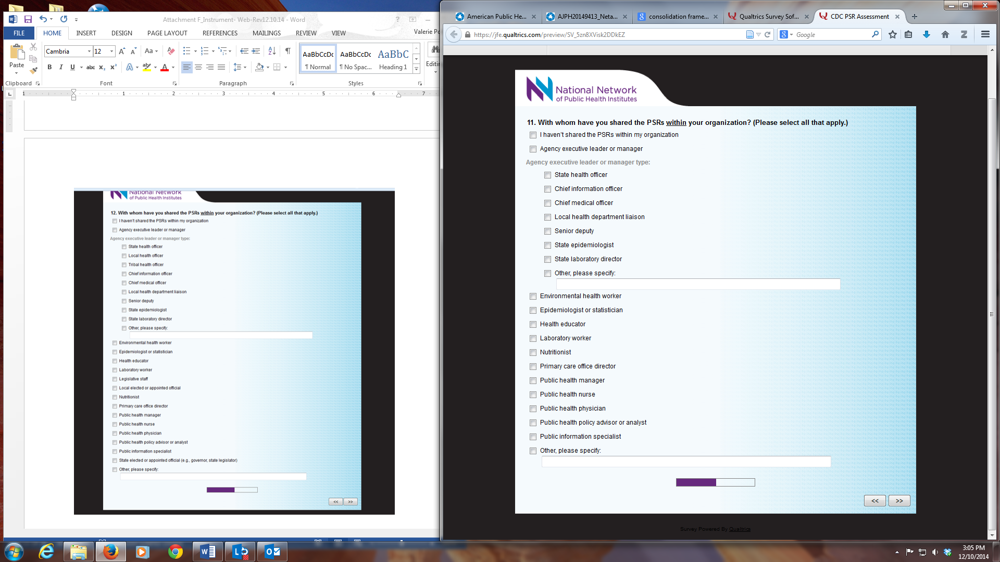 Attachment F_Instrument- Web-Rev12.10.14 - Word
FILE HOME INSERT DESIGN PAGE LAYOUT REFERENCES MAILINGS REVIEW VIEW Valerie
Cambria 12 Aa
AaBbCcDc AaBbCcDc AaBbC
Paste B I U abc x₂ x² A A
¶ Normal ¶ No Spac... Heading 1
Clipboard Font Paragraph Styles
1 1 2 3 4 5 6 7
National Network
of Public Health Institutes
12. With whom have you shared the PSRs within your organization? (Please select all that apply.)
I haven't shared the PSRs within my organization
Agency executive leader or manager
Agency executive leader or manager type:
State health officer
Local health officer
Tribal health officer
Chief information officer
Chief medical officer
Local health department liaison
Senior deputy
State epidemiologist
State laboratory director
Other, please specify:
Environmental health worker
Epidemiologist or statistician
Health educator
Laboratory worker
Legislative staff
Local elected or appointed official
Nutritionist
Primary care office director
Public health manager
Public health nurse
Public health physician
Public health policy advisor or analyst
Public information specialist
State elected or appointed official (e.g., governor, state legislator)
Other, please specify:
<< >>
American Public He... AJPH20149413_Neta... consolidation frame... Qualtrics Survey Sof... CDC PSR Assessment
https://jfe.qualtrics.com/preview/SV_5zn8XVisk2DDkEZ Google
National Network
of Public Health Institutes
11. With whom have you shared the PSRs within your organization? (Please select all that apply.)
I haven't shared the PSRs within my organization
Agency executive leader or manager
Agency executive leader or manager type:
State health officer
Chief information officer
Chief medical officer
Local health department liaison
Senior deputy
State epidemiologist
State laboratory director
Other, please specify:
Environmental health worker
Epidemiologist or statistician
Health educator
Laboratory worker
Nutritionist
Primary care office director
Public health manager
Public health nurse
Public health physician
Public health policy advisor or analyst
Public information specialist
Other, please specify:
<< >>
Survey Powered By Qualtrics
3:05 PM
12/10/2014